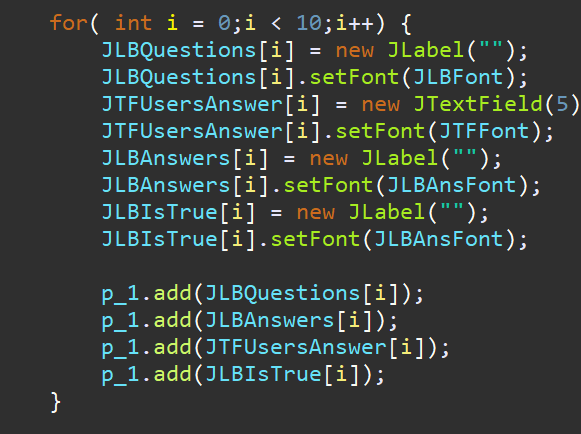 for( int i = 0;i < 10;i++) {
JLBQuestions[i] = new JLabel("");
JLBQuestions[i].setFont(JLBFont);
JTFUsersAnswer[i] = new JTextField(5)
JTFUsersAnswer[i].setFont(JTFFont);
JLBAnswers[i] = new JLabel("");
JLBAnswers[i].setFont(JLBAnsFont);
JLBIsTrue[i] = new JLabel("");
JLBIsTrue[i].setFont(JLBAnsFont);
p_1.add(JLBQuestions[i]);
p_1.add(JLBAnswers[i]);
p_1.add(JTFUsersAnswer[i]);
p_1.add(JLBIsTrue[i]);
}